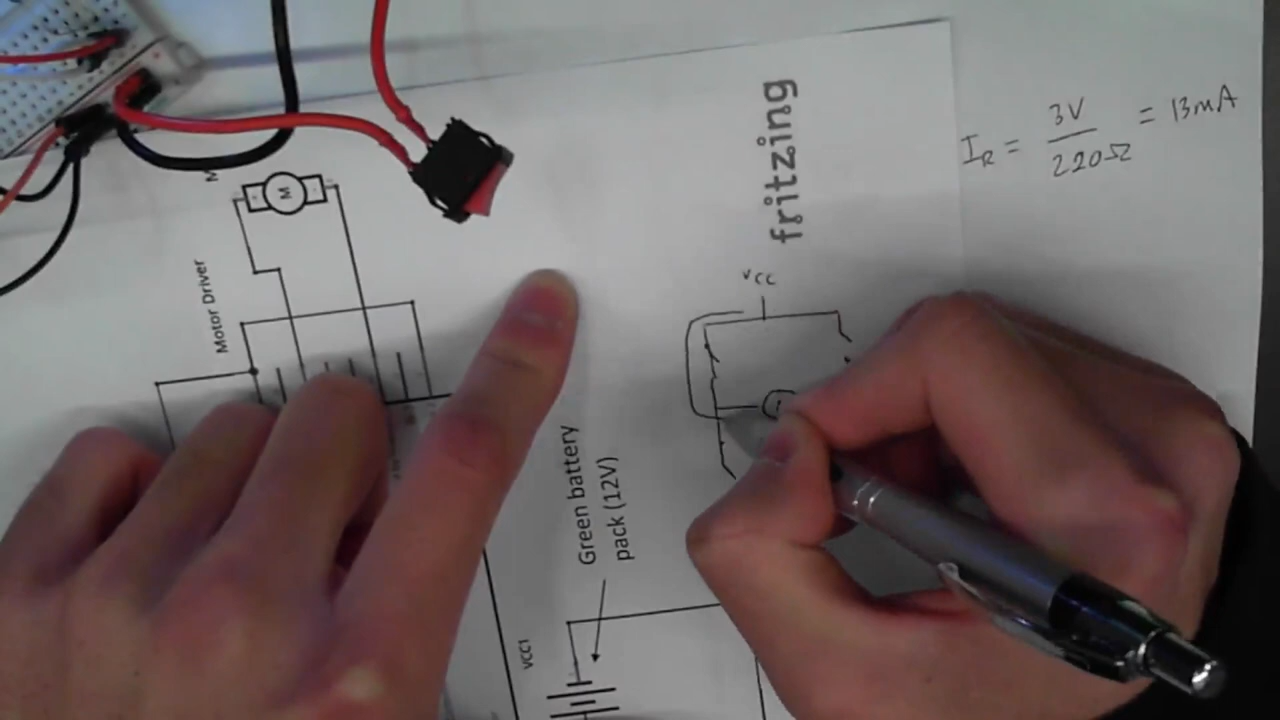 M
M
Motor Driver
fritzing
I_R = 3V / 220Ω = 13mA
VCC
Green battery
pack (12V)
VCC1